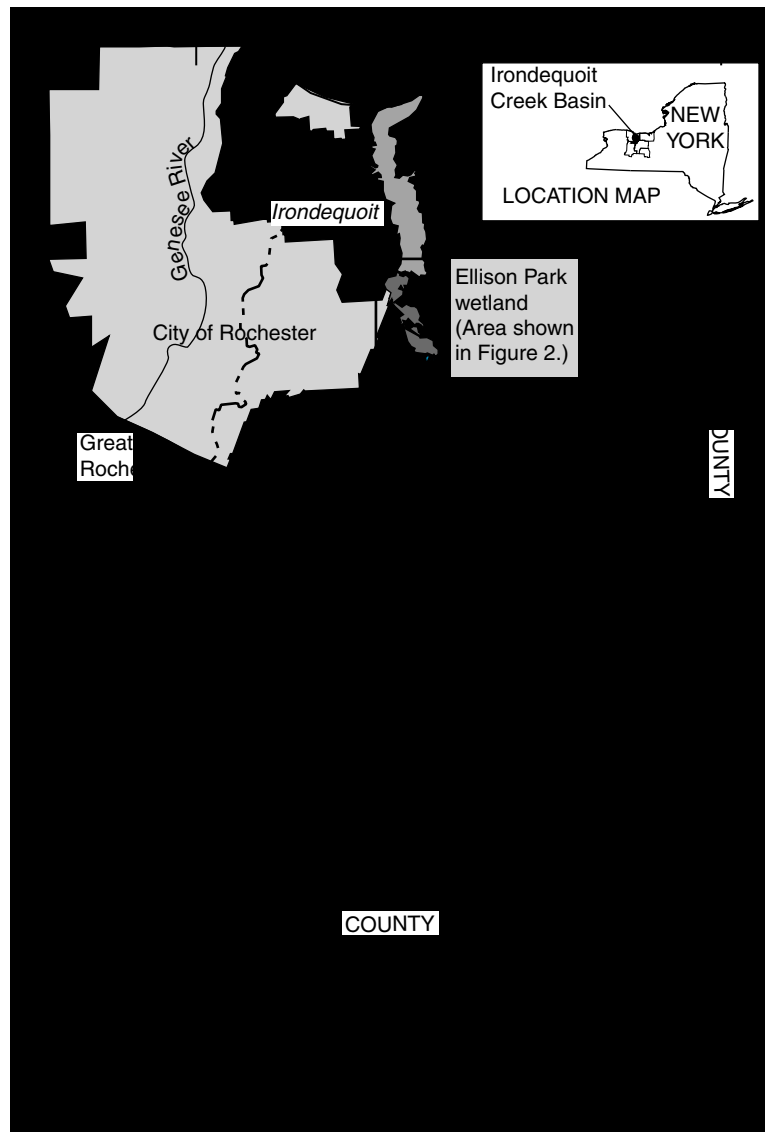 Irondequoit
Creek Basin
NEW
YORK
LOCATION MAP
Genesee River
Irondequoit
Ellison Park
wetland
(Area shown
in Figure 2.)
City of Rochester
Great
COUNTY